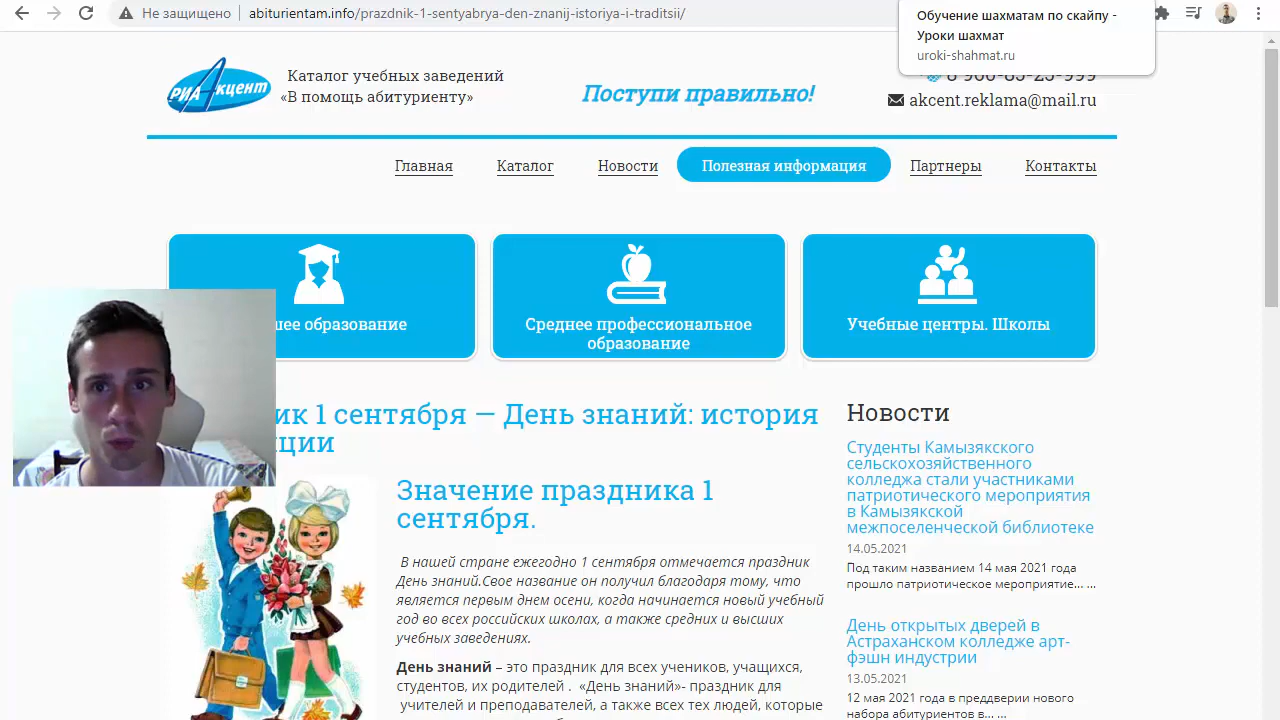 Не защищено | abiturientam.info/prazdnik-1-sentyabrya-den-znanij-istoriya-i-traditsii/
Обучение шахматам по скайпу -
Уроки шахмат
uroki-shahmat.ru
РИА Акцент
Каталог учебных заведений
«В помощь абитуриенту»
Поступи правильно!
akcent.reklama@mail.ru
Главная
Каталог
Новости
Полезная информация
Партнеры
Контакты
образование
Среднее профессиональное
образование
Учебные центры. Школы
1 сентября — День знаний: история
Значение праздника 1
сентября.
В нашей стране ежегодно 1 сентября отмечается праздник
День знаний.Свое название он получил благодаря тому, что
является первым днем осени, когда начинается новый учебный
год во всех российских школах, а также средних и высших
учебных заведениях.
День знаний – это праздник для всех учеников, учащихся,
студентов, их родителей . «День знаний»- праздник для
учителей и преподавателей, а также всех тех людей, которые
Новости
Студенты Камызякского
сельскохозяйственного
колледжа стали участниками
патриотического мероприятия
в Камызякской
межпоселенческой библиотеке
14.05.2021
Под таким названием 14 мая 2021 года
прошло патриотическое мероприятие... ...
День открытых дверей в
Астраханском колледже арт-
фэшн индустрии
13.05.2021
12 мая 2021 года в преддверии нового
набора абитуриентов в... ...